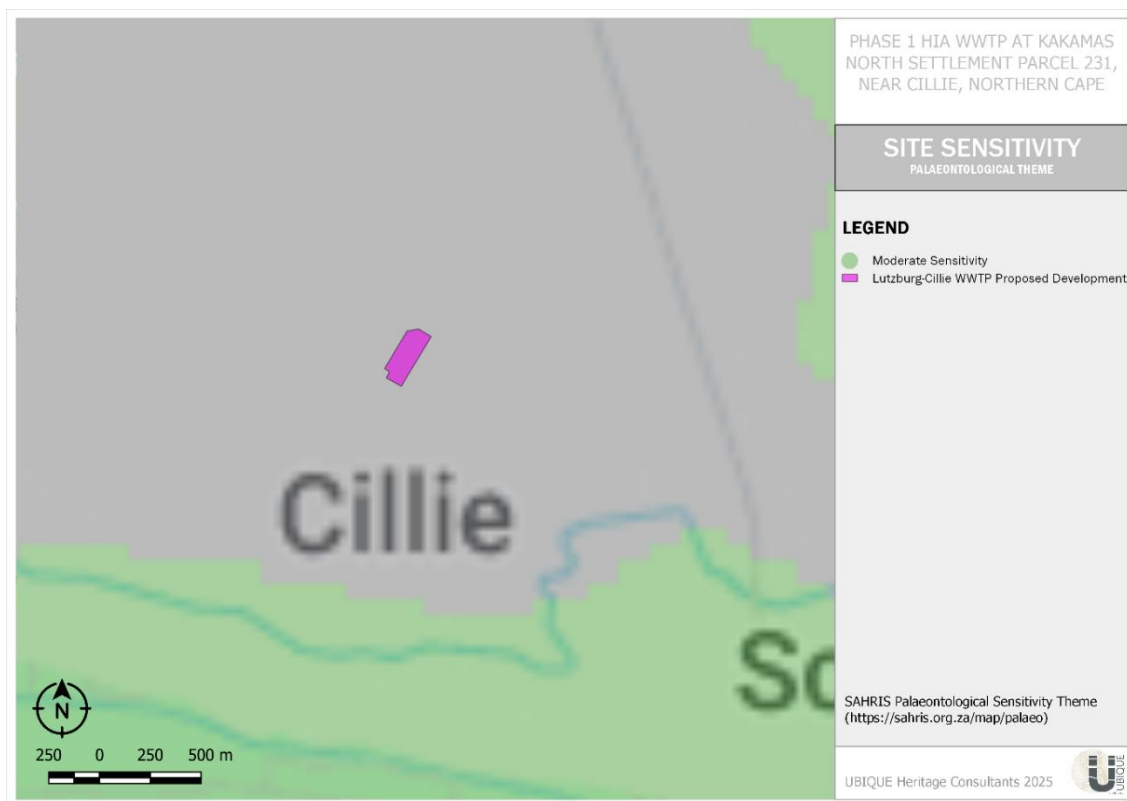 PHASE 1 HIA WWTP AT KAKAMAS
NORTH SETTLEMENT PARCEL 231,
NEAR CILLIE, NORTHERN CAPE
SITE SENSITIVITY
PALAEONTOLOGICAL THEME
LEGEND
Moderate Sensitivity
Lutzburg-Cillie WWTP Proposed Development
Cillie
Sc
N
250 0 250 500 m
SAHRIS Palaeontological Sensitivity Theme
(https://sahris.org.za/map/palaeo)
UBIQUE Heritage Consultants 2025
UBIQUE